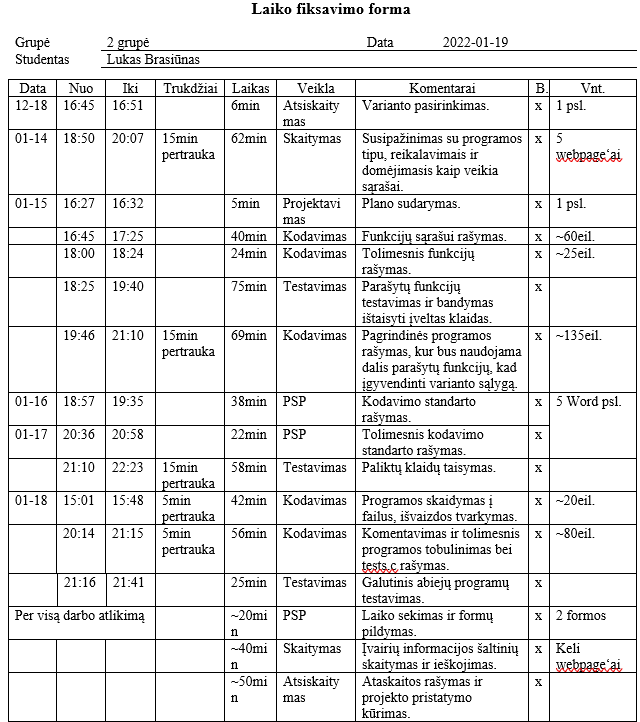 Laiko fiksavimo forma
Grupė 2 grupė Data 2022-01-19
Studentas Lukas Brasiūnas
Data Nuo Iki Trukdžiai Laikas Veikla Komentarai B. Vnt.
12-18 16:45 16:51 6min Atsiskaity Varianto pasirinkimas. x 1 psl.
mas
01-14 18:50 20:07 15min 62min Skaitymas Susipažinimas su programos x 5
pertrauka tipu, reikalavimais ir webpage‘ai
domėjimasis kaip veikia
sąrašai.
01-15 16:27 16:32 5min Projektavi Plano sudarymas. x 1 psl.
mas
16:45 17:25 40min Kodavimas Funkcijų sąrašui rašymas. x ~60eil.
18:00 18:24 24min Kodavimas Tolimesnis funkcijų x ~25eil.
rašymas.
18:25 19:40 75min Testavimas Parašytų funkcijų x
testavimas ir bandymas
ištaisyti įveltas klaidas.
19:46 21:10 15min 69min Kodavimas Pagrindinės programos x ~135eil.
pertrauka rašymas, kur bus naudojama
dalis parašytų funkcijų, kad
įgyvendinti varianto sąlygą.
01-16 18:57 19:35 38min PSP Kodavimo standarto x 5 Word psl.
rašymas.
01-17 20:36 20:58 22min PSP Tolimesnis kodavimo x
standarto rašymas.
21:10 22:23 15min 58min Testavimas Paliktų klaidų taisymas. x
pertrauka
01-18 15:01 15:48 5min 42min Kodavimas Programos skaidymas į x ~20eil.
pertrauka failus, išvaizdos tvarkymas.
20:14 21:15 5min 56min Kodavimas Komentavimas ir tolimesnis x ~80eil.
pertrauka programos tobulinimas bei
tests.c rašymas.
21:16 21:41 25min Testavimas Galutinis abiejų programų x
testavimas.
Per visą darbo atlikimą ~20mi PSP Laiko sekimas ir formų x 2 formos
n pildymas.
~40mi Skaitymas Įvairių informacijos šaltinių x Keli
n skaitymas ir ieškojimas. webpage‘ai
~50mi Atsiskaity Ataskaitos rašymas ir x
n mas projekto pristatymo
kūrimas.